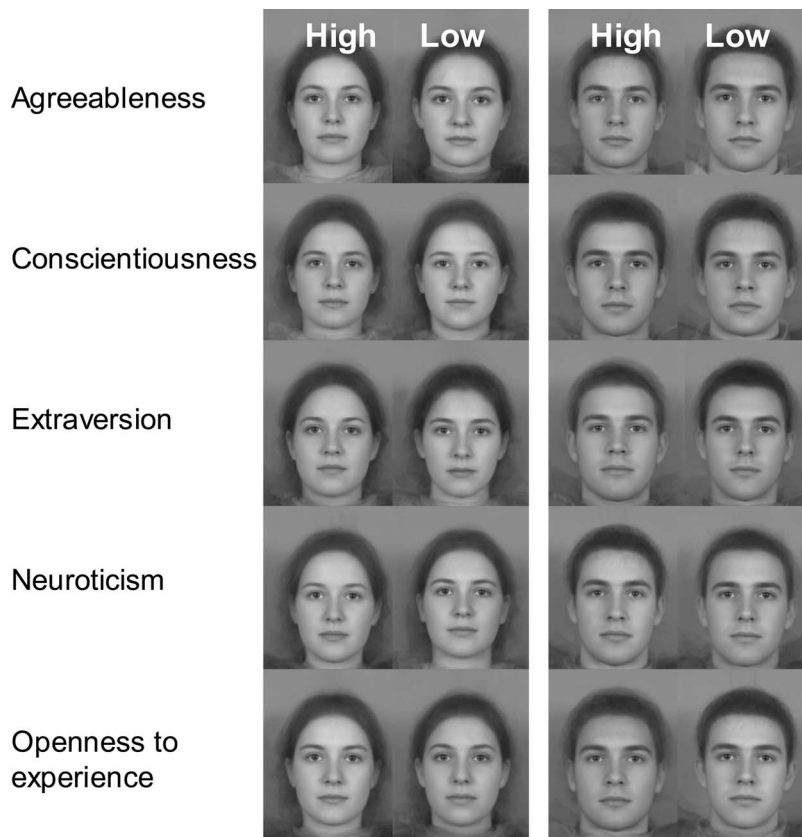 High Low High Low
Agreeableness
Conscientiousness
Extraversion
Neuroticism
Openness to
experience